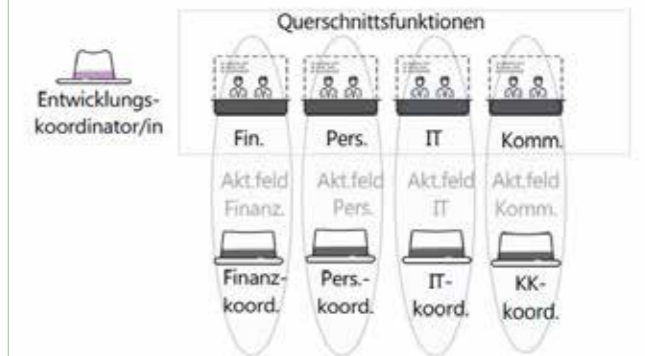 Querschnittsfunktionen
Entwicklungs-
koordinator/in
Fin. Pers. IT Komm.
Akt.feld Akt.feld Akt.feld Akt.feld
Finanz. Pers. IT Komm.
Finanz- Pers.- IT- KK-
koord. koord. koord. koord.